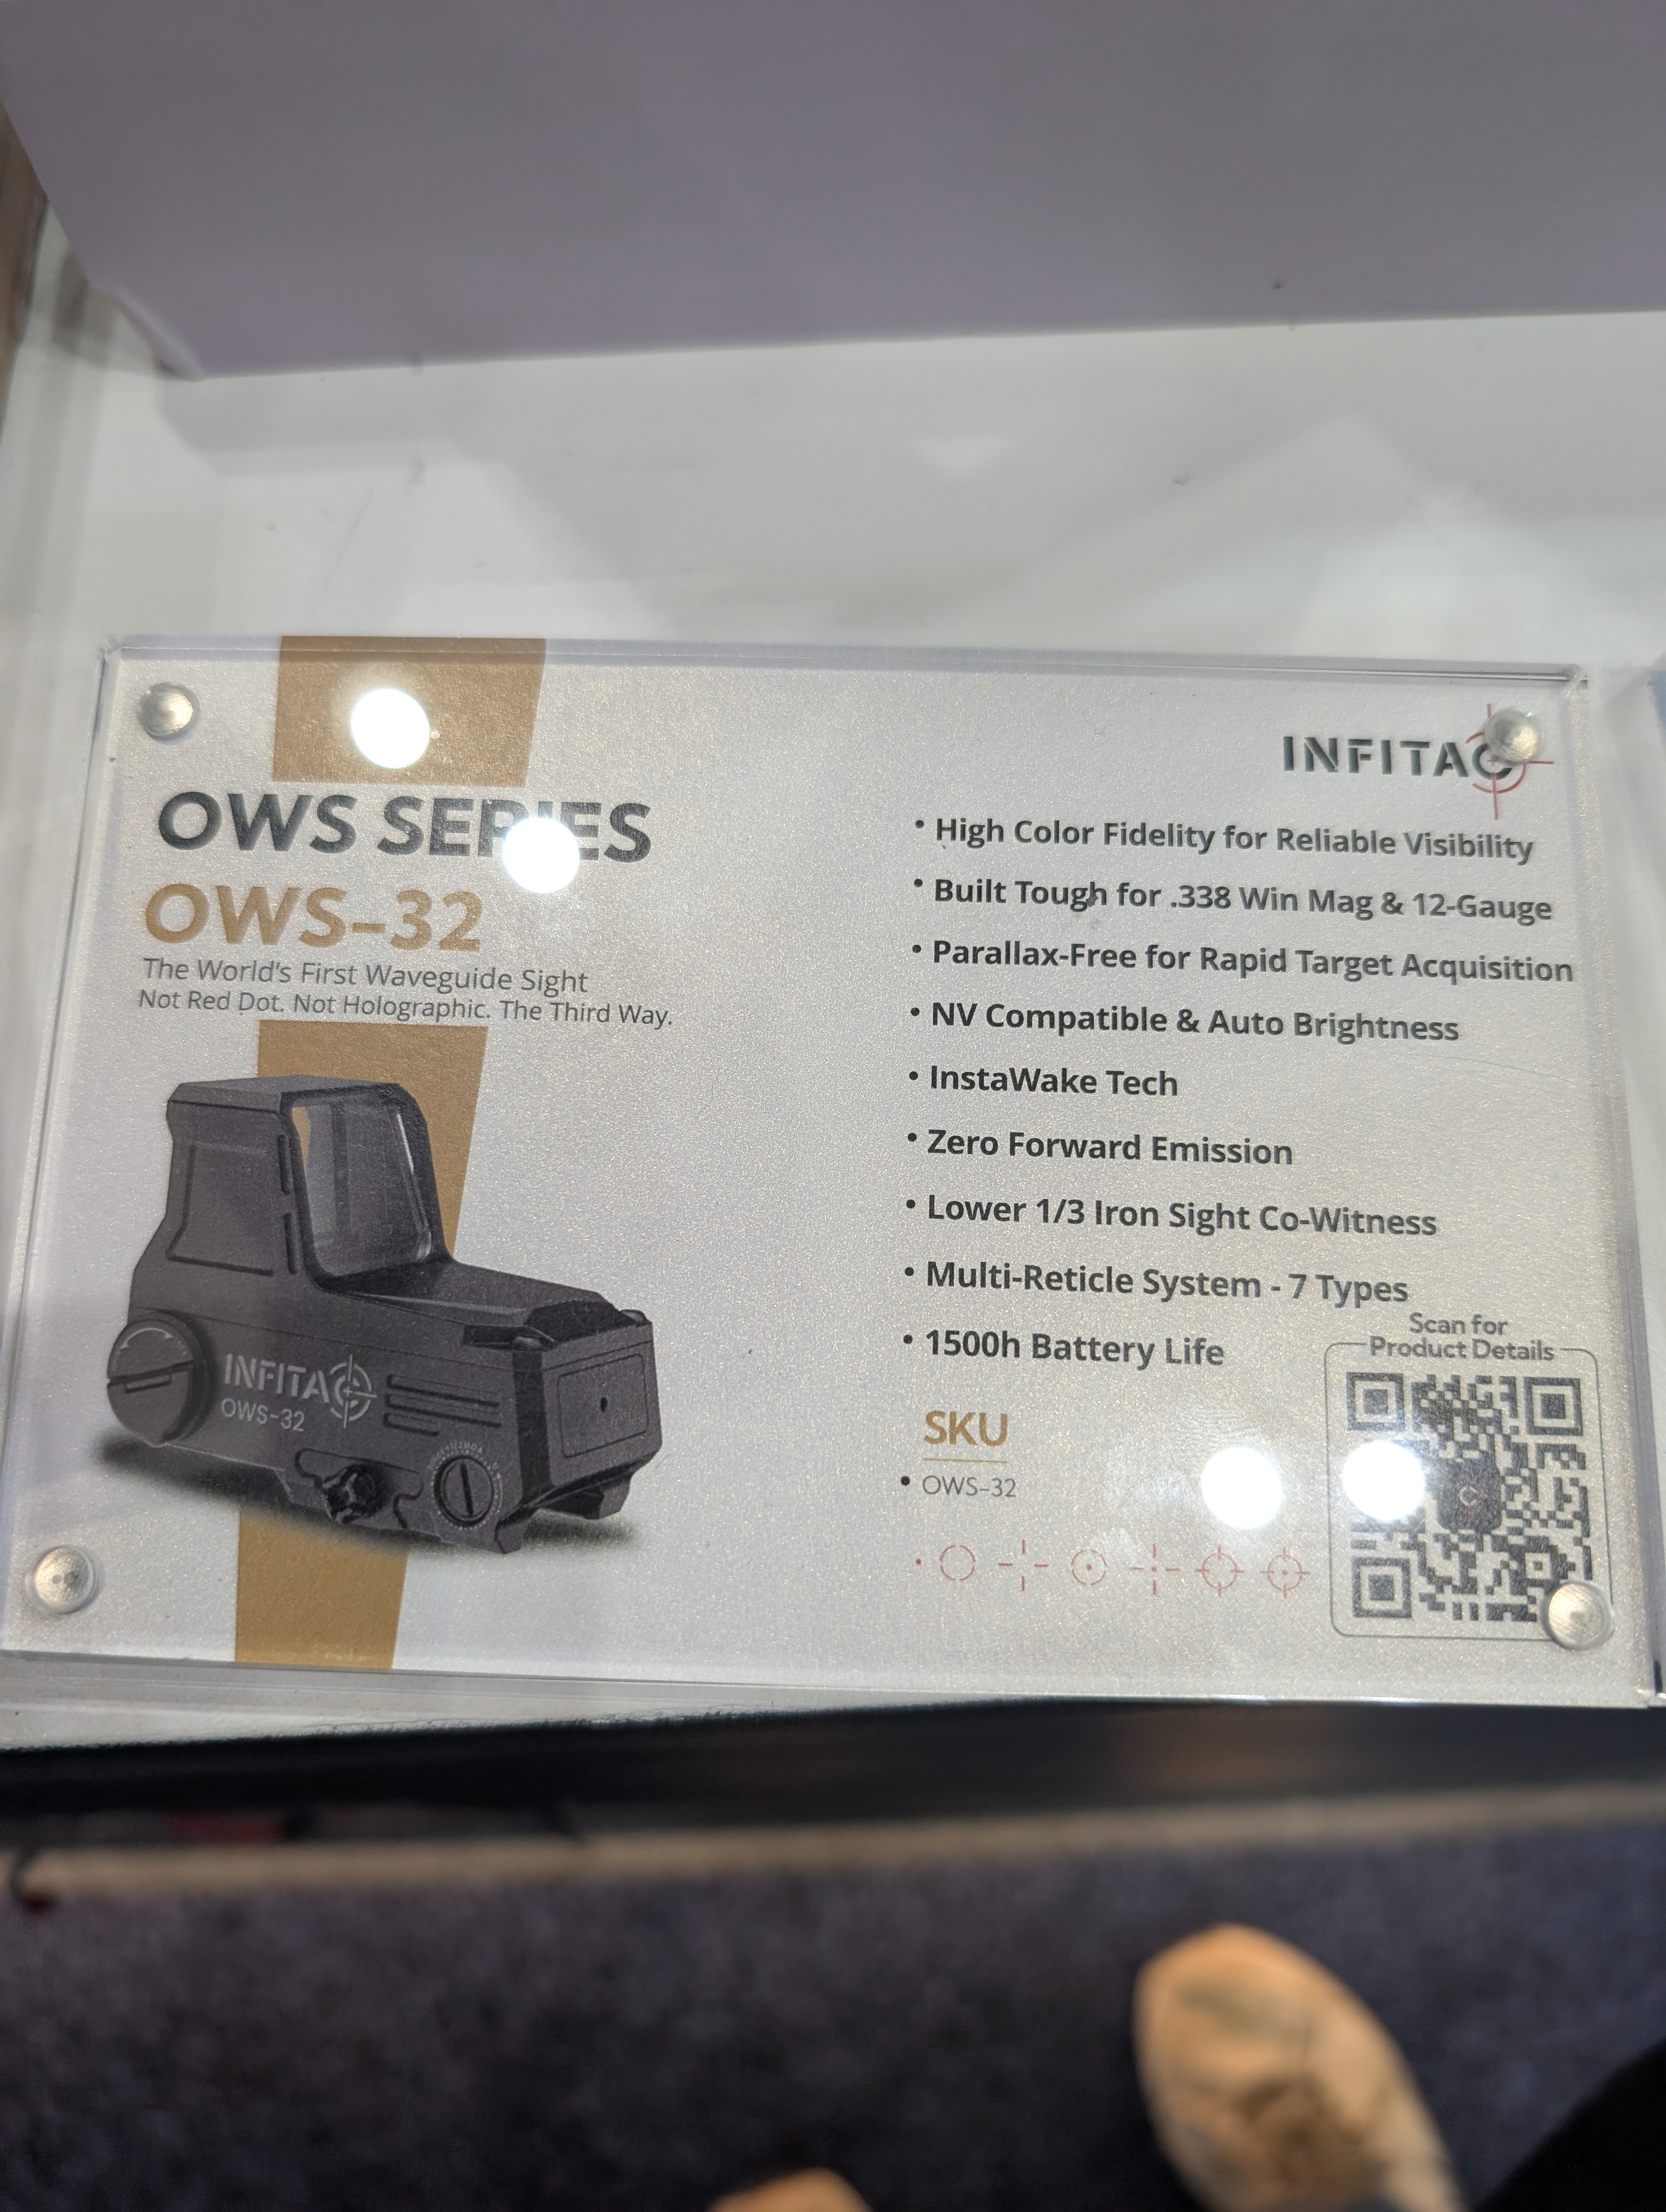 OWS SERIES
OWS-32
The World's First Waveguide Sight
Not Red Dot. Not Holographic. The Third Way.
INFITAC
OWS-32
INFITAC
• High Color Fidelity for Reliable Visibility
• Built Tough for .338 Win Mag & 12-Gauge
• Parallax-Free for Rapid Target Acquisition
• NV Compatible & Auto Brightness
• InstaWake Tech
• Zero Forward Emission
• Lower 1/3 Iron Sight Co-Witness
• Multi-Reticle System - 7 Types
• 1500h Battery Life
SKU
• OWS-32
Scan for
Product Details